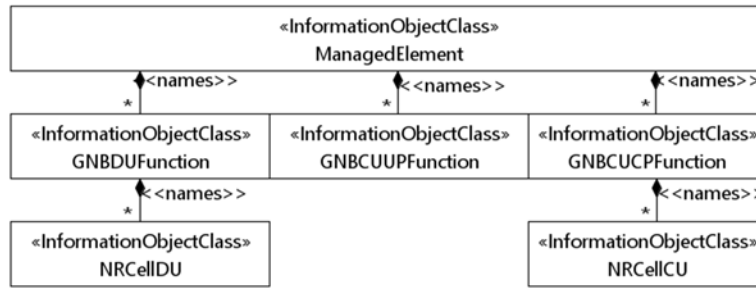 «InformationObjectClass»
ManagedElement
<<names>>
<<names>>
<<names>>
*
*
*
«InformationObjectClass»
GNBDUFunction
«InformationObjectClass»
GNBCUUPFunction
«InformationObjectClass»
GNBCUCPFunction
<<names>>
<<names>>
*
*
«InformationObjectClass»
NRCellDU
«InformationObjectClass»
NRCellCU